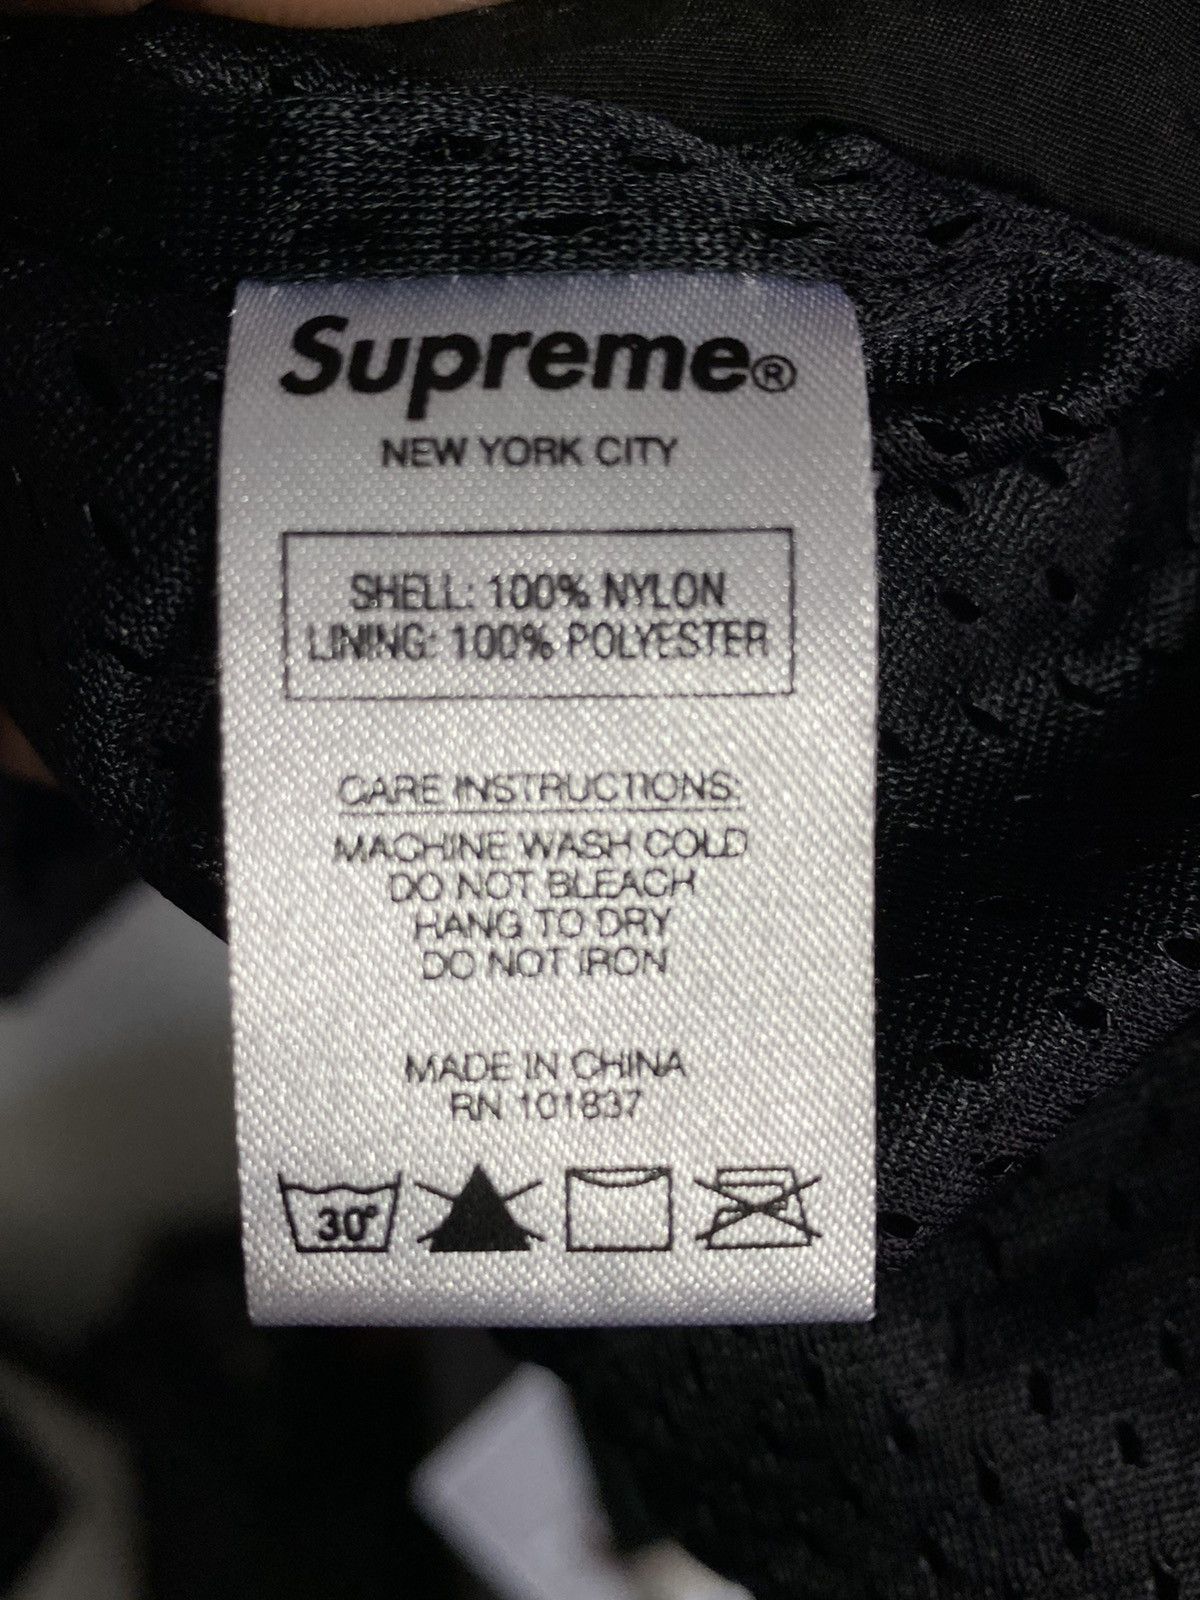 Supreme®
NEW YORK CITY
SHELL: 100% NYLON
LINING: 100% POLYESTER
CARE INSTRUCTIONS:
MACHINE WASH COLD
DO NOT BLEACH
HANG TO DRY
DO NOT IRON
MADE IN CHINA
RN 101837
30°